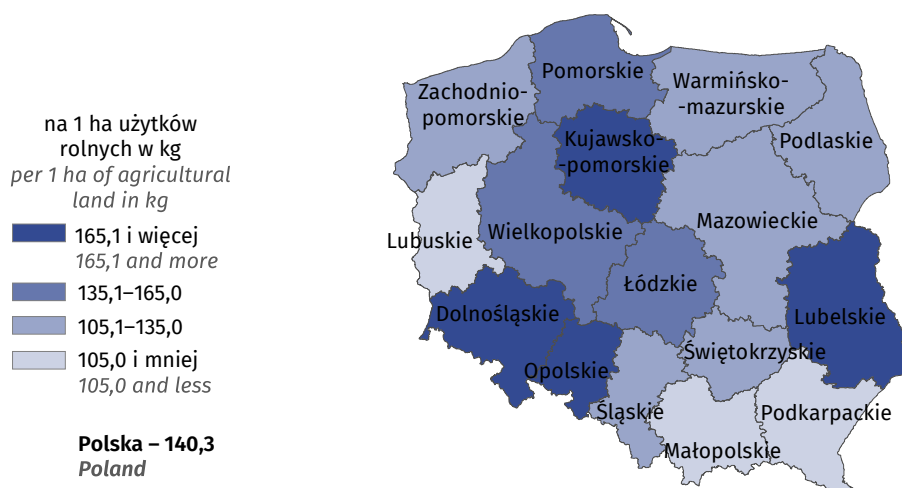 na 1 ha użytków
rolnych w kg
per 1 ha of agricultural
land in kg
165,1 i więcej
165,1 and more
135,1–165,0
105,1–135,0
105,0 i mniej
105,0 and less
Polska – 140,3
Poland
Pomorskie
Zachodnio-
pomorskie
Warmińsko-
-mazurskie
Podlaskie
Kujawsko-
-pomorskie
Lubuskie
Wielkopolskie
Mazowieckie
Łódzkie
Dolnośląskie
Lubelskie
Opolskie
Świętokrzyskie
Śląskie
Podkarpackie
Małopolskie